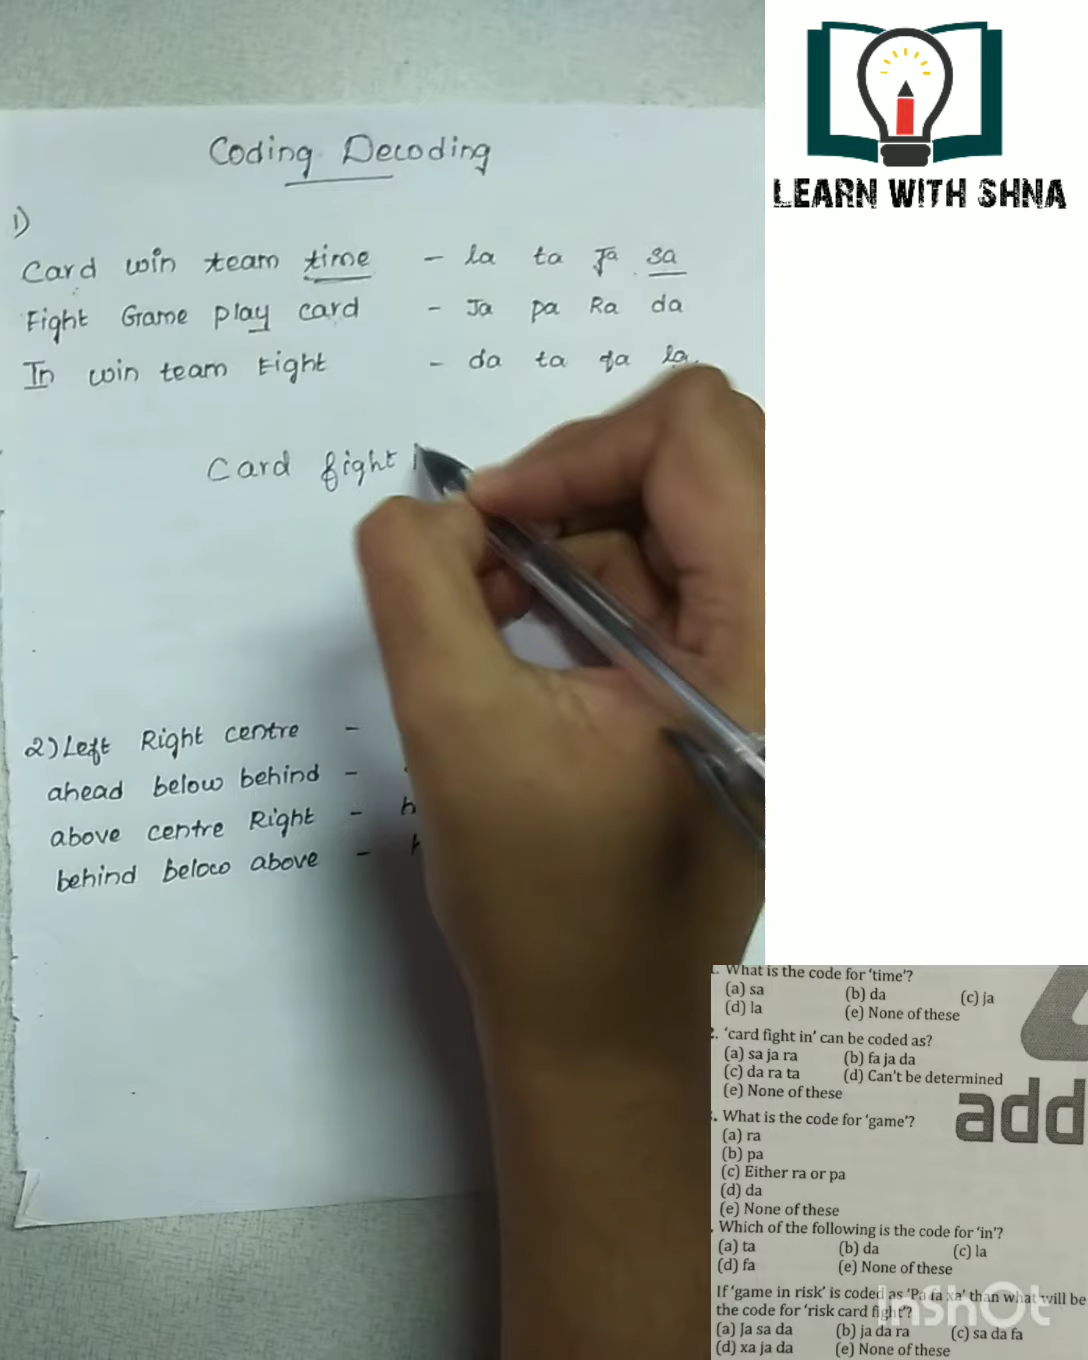 Coding Decoding
1)
Card win team time - la ta Ja sa
Fight Game play card - Ja pa Ra da
In win team Fight - da ta fa la
Card fight
2) Left Right centre -
ahead below behind -
above centre Right - h
behind below above -
LEARN WITH SHNA
1. What is the code for 'time'?
(a) sa (b) da (c) ja
(d) la (e) None of these
2. 'card fight in' can be coded as?
(a) sa ja ra (b) fa ja da
(c) da ra ta (d) Can't be determined
(e) None of these
add
. What is the code for 'game'?
(a) ra
(b) pa
(c) Either ra or pa
(d) da
(e) None of these
. Which of the following is the code for 'in'?
(a) ta (b) da (c) la
(d) fa (e) None of these
If 'game in risk' is coded as 'Pa fa xa' than what will be
the code for 'risk card fight'?
(a) Ja sa da (b) ja da ra (c) sa da fa
(d) xa ja da (e) None of these
InShOt